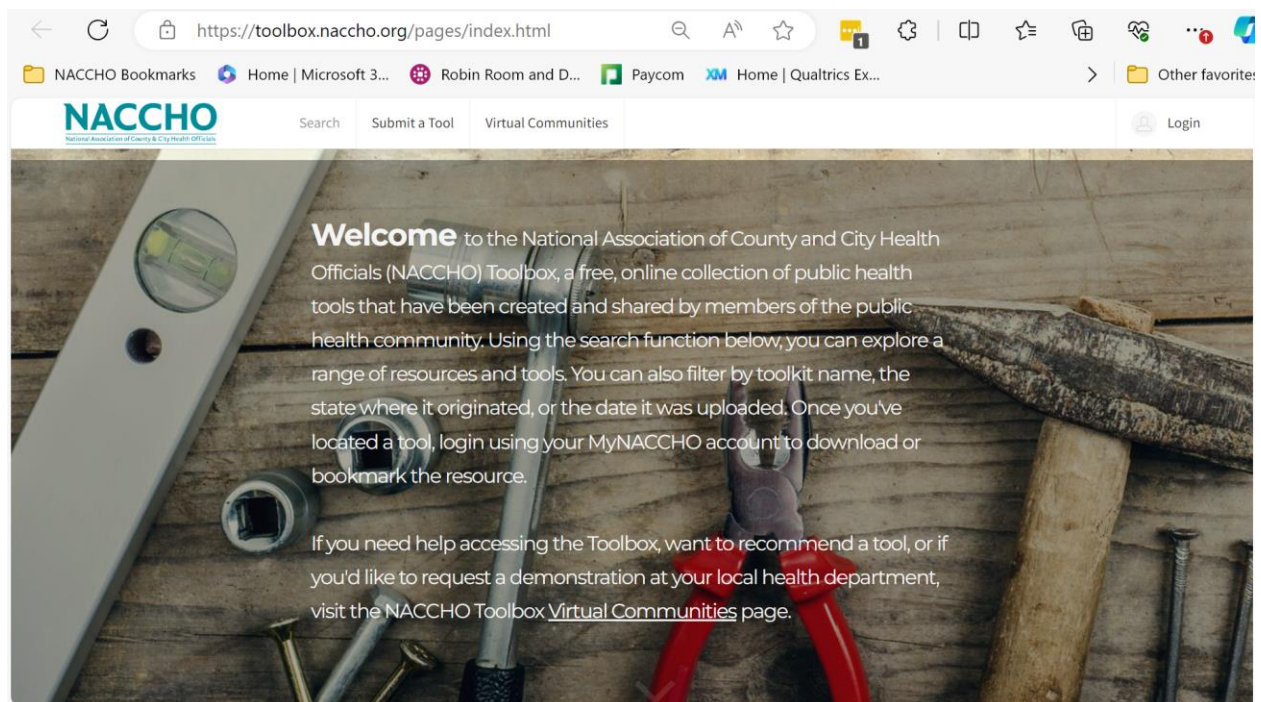 https://toolbox.naccho.org/pages/index.html
1
NACCHO Bookmarks Home | Microsoft 3... Robin Room and D... Paycom XM Home | Qualtrics Ex... Other favorites
NACCHO Search Submit a Tool Virtual Communities Login
National Association of County & City Health Officials
Welcome to the National Association of County and City Health
Officials (NACCHO) Toolbox, a free, online collection of public health
tools that have been created and shared by members of the public
health community. Using the search function below, you can explore a
range of resources and tools. You can also filter by toolkit name, the
state where it originated, or the date it was uploaded. Once you've
located a tool, login using your MyNACCHO account to download or
bookmark the resource.
If you need help accessing the Toolbox, want to recommend a tool, or if
you'd like to request a demonstration at your local health department,
visit the NACCHO Toolbox Virtual Communities page.